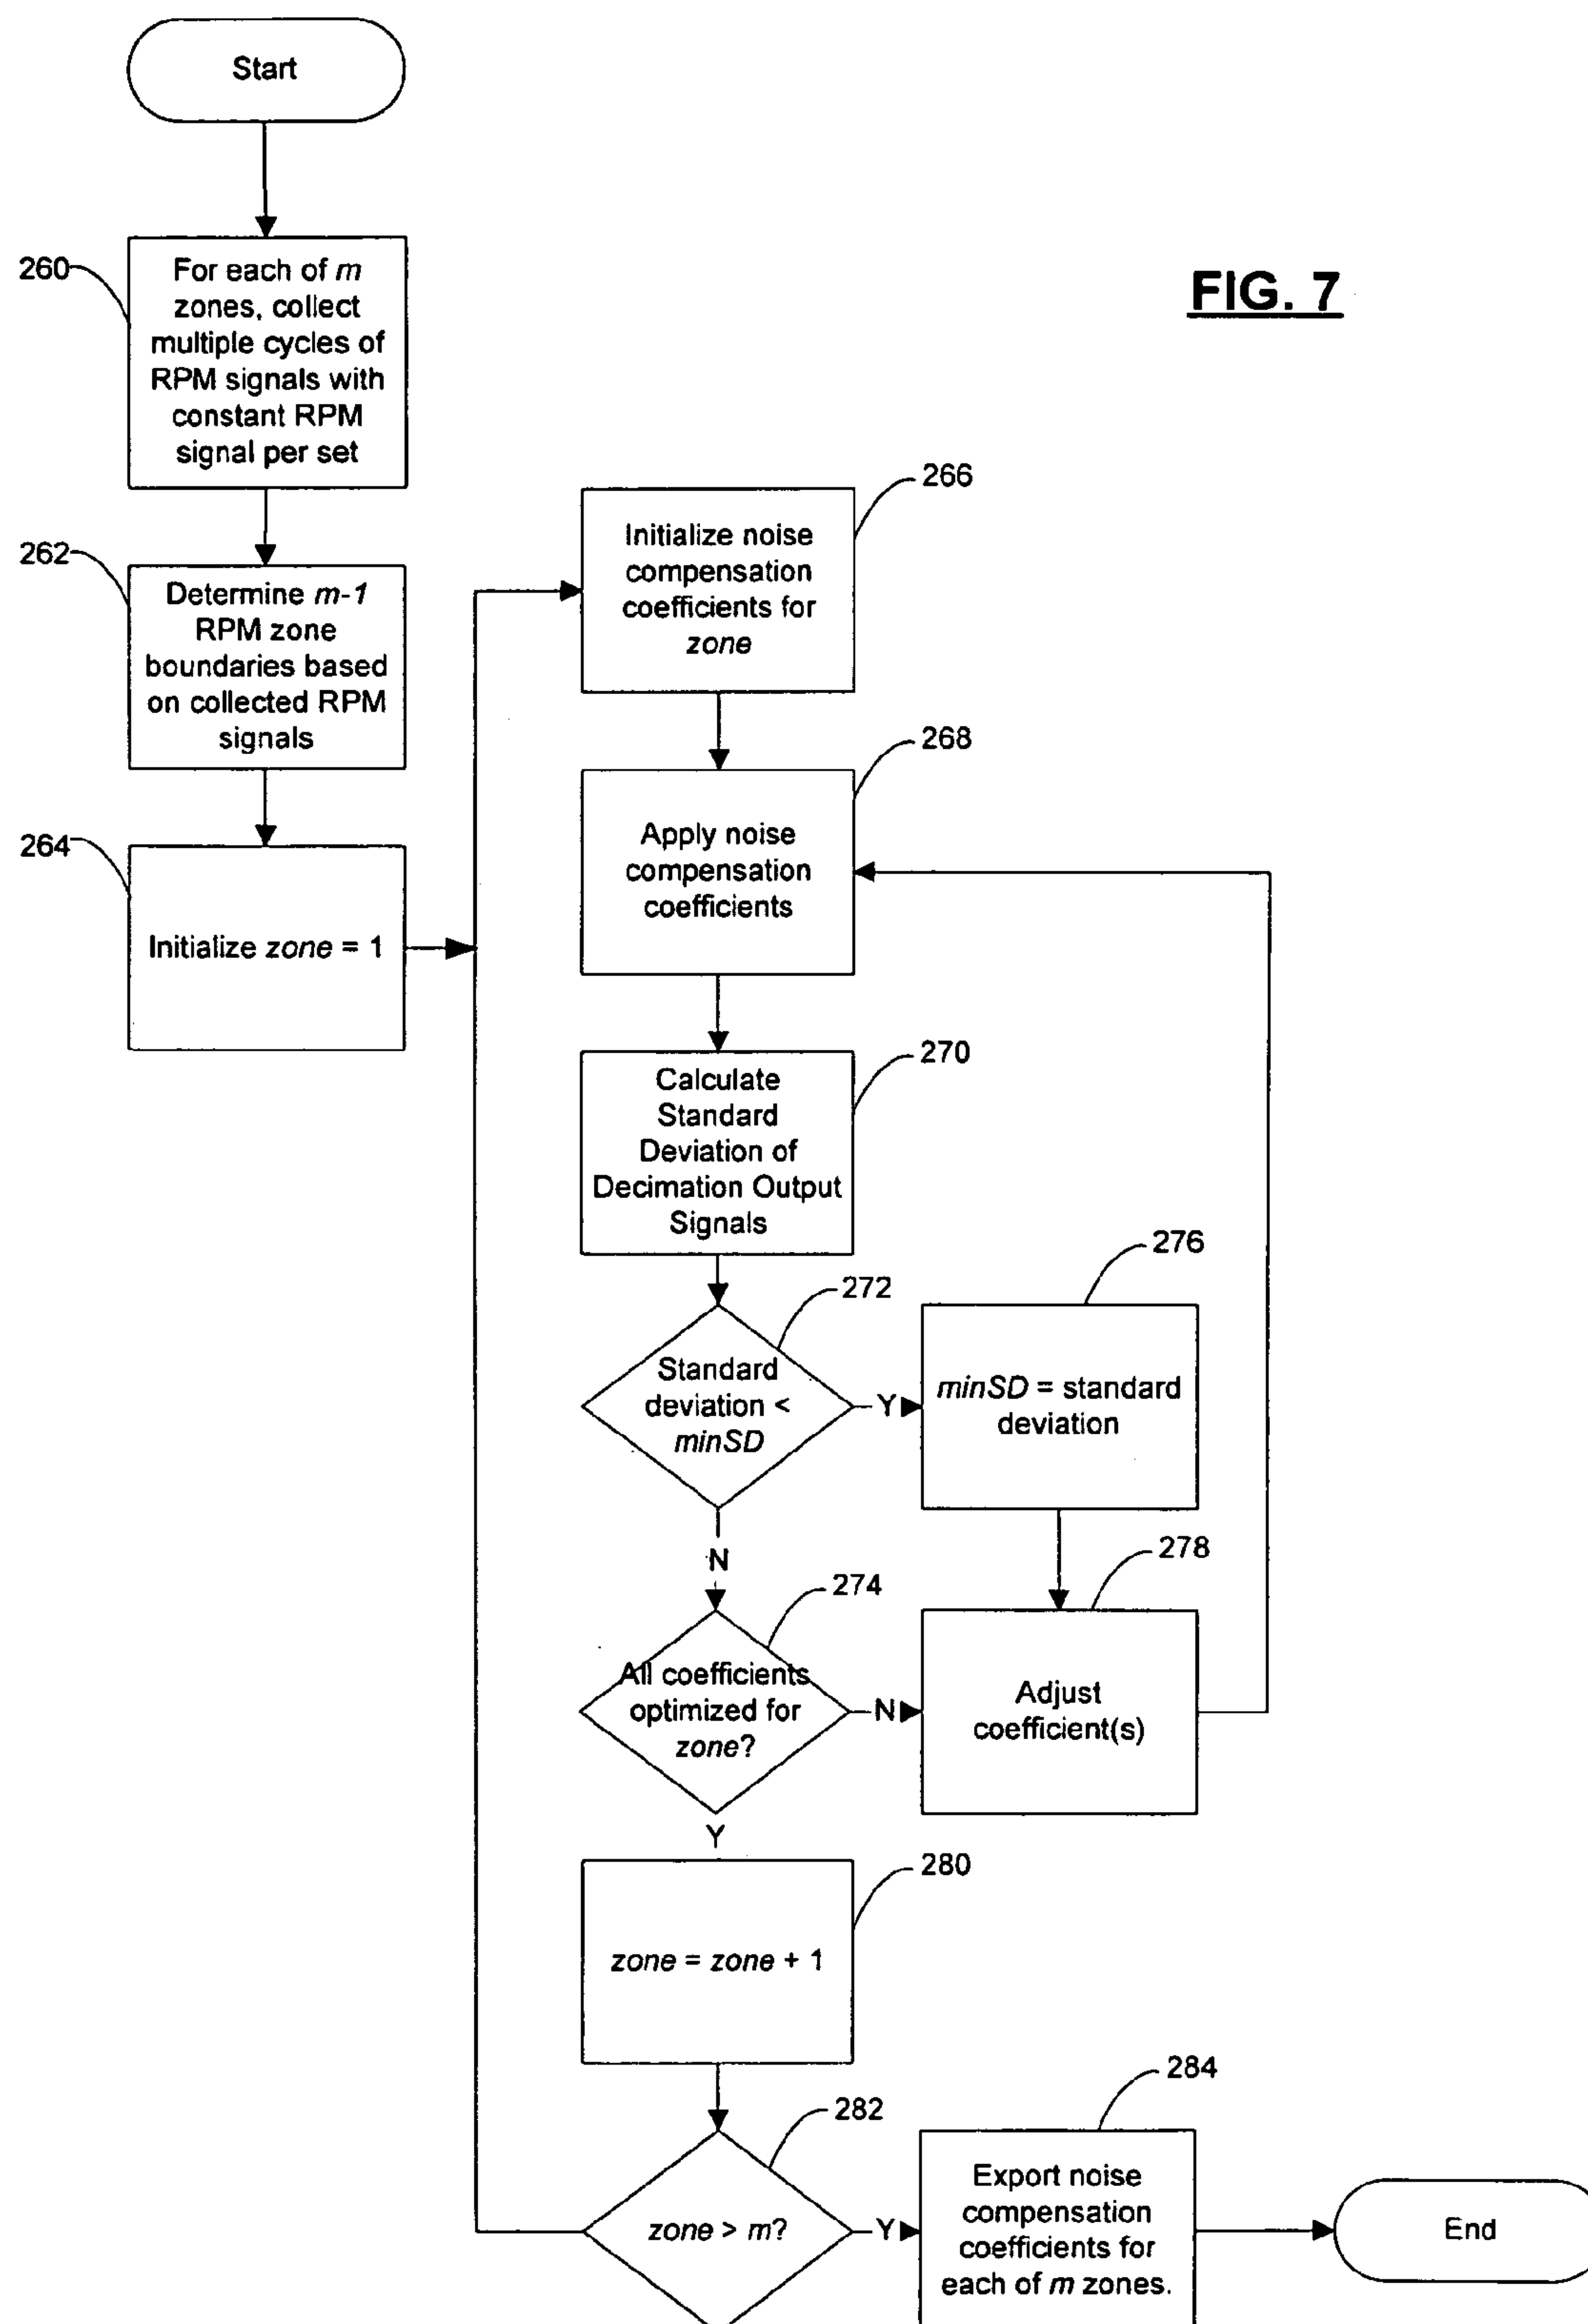 Start
FIG. 7
260
For each of m
zones, collect
multiple cycles of
RPM signals with
constant RPM
signal per set
262
Determine m-1
RPM zone
boundaries based
on collected RPM
signals
264
Initialize zone = 1
266
Initialize noise
compensation
coefficients for
zone
268
Apply noise
compensation
coefficients
270
Calculate
Standard
Deviation of
Decimation Output
Signals
272
Standard
deviation <
minSD
Y
276
minSD = standard
deviation
N
274
All coefficients
optimized for
zone?
N
278
Adjust
coefficient(s)
Y
280
zone = zone + 1
282
zone > m?
Y
284
Export noise
compensation
coefficients for
each of m zones.
End